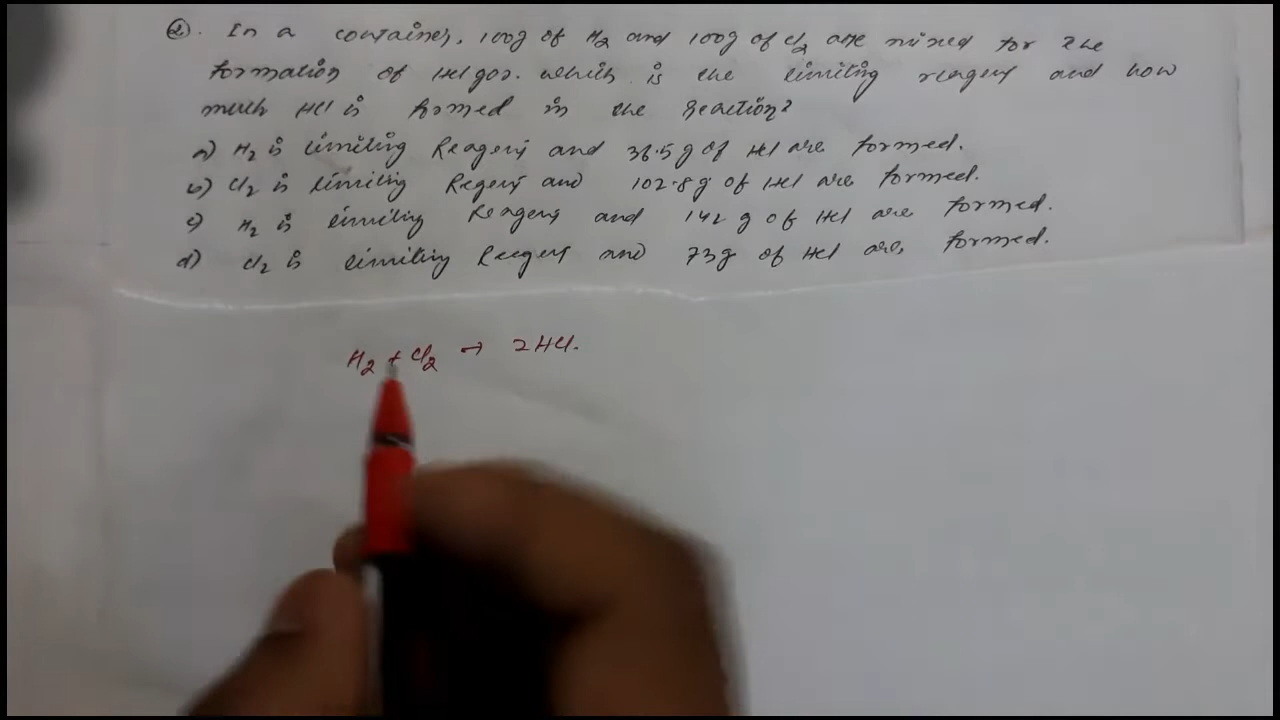 ②. In a container, 100g of H₂ and 100g of Cl₂ are mixed for the
formation of HCl gas. which is the limiting reagent and how
much HCl is formed in the reaction?
a) H₂ is limiting Reagent and 36.5g of HCl are formed.
b) Cl₂ is limiting Regent and 102.8g of HCl are formed.
c) H₂ is limiting Reagent and 142 g of HCl are formed.
d) Cl₂ is limiting Reegent and 73g of HCl are, formed.
H₂ + Cl₂ → 2HCl.